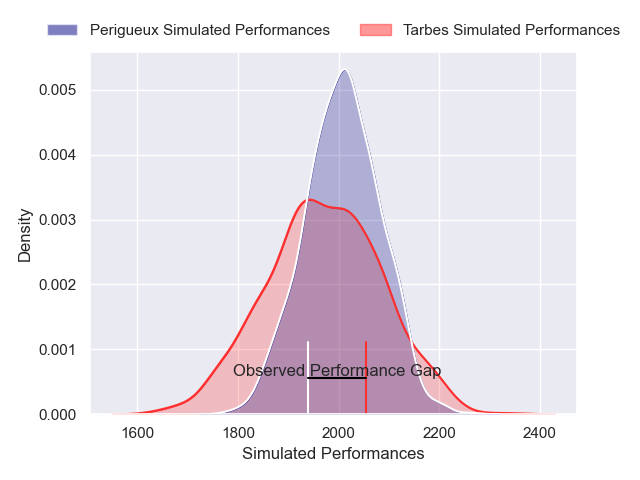 Perigueux Simulated Performances
Tarbes Simulated Performances
0.005
0.004
0.003
0.002
0.001
0.000
Density
Observed Performance Gap
1600
1800
2000
2200
2400
Simulated Performances